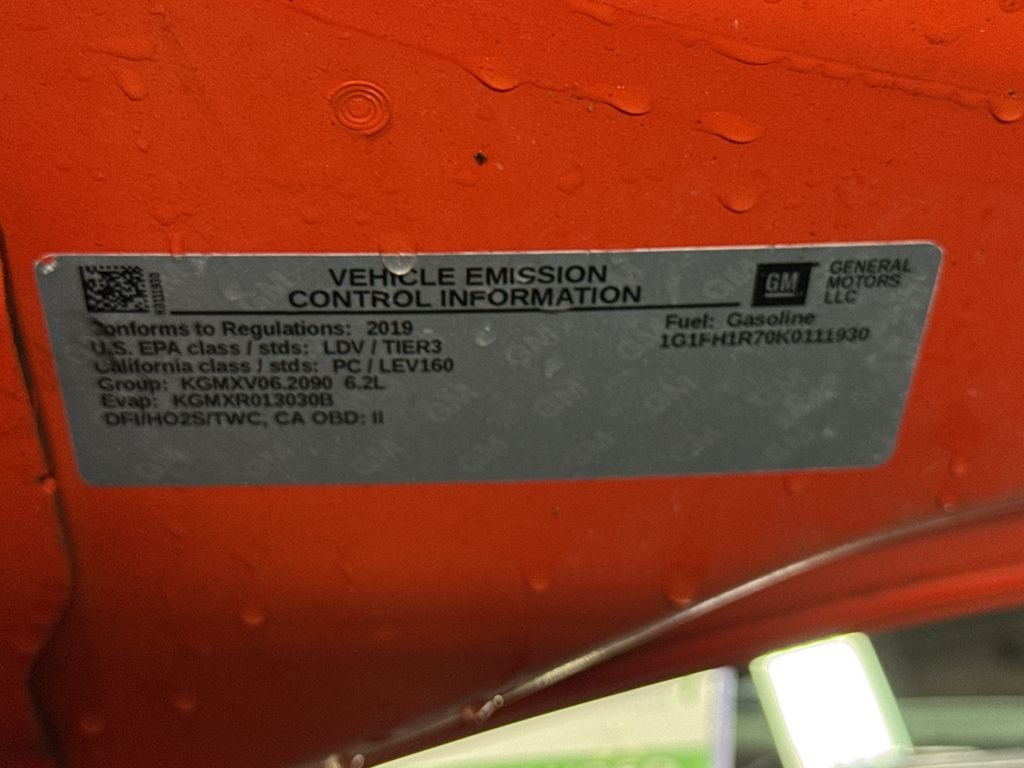 VEHICLE EMISSION
CONTROL INFORMATION
GM
GENERAL
MOTORS
LLC
K0111930
Conforms to Regulations: 2019
U.S. EPA class / stds: LDV / TIER3
California class / stds: PC / LEV160
Group: KGMXV06.2090 6.2L
Evap: KGMXR013030B
DFI/HO2S/TWC, CA OBD: II
Fuel: Gasoline
1G1FH1R70K0111930